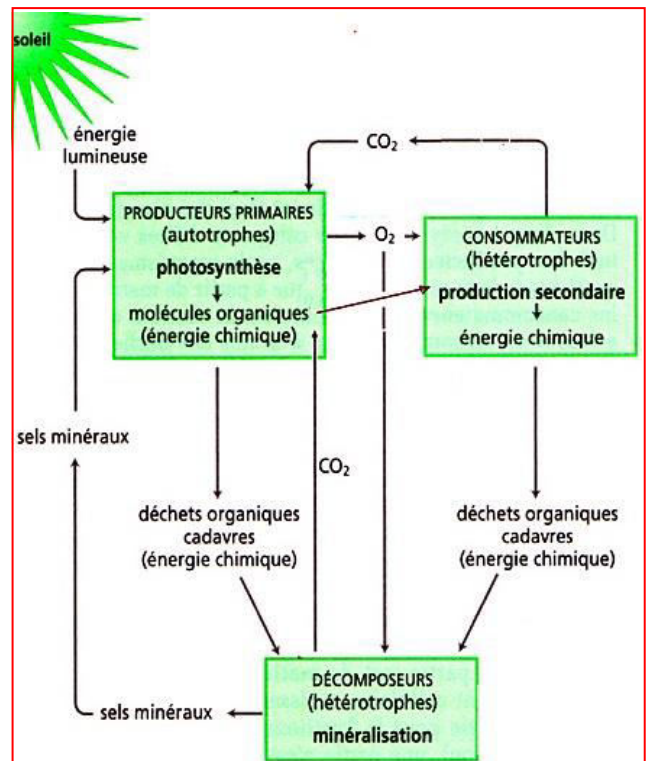 soleil
énergie
lumineuse
CO₂
PRODUCTEURS PRIMAIRES
(autotrophes)
photosynthèse
molécules organiques
(énergie chimique)
O₂
CONSOMMATEURS
(hétérotrophes)
production secondaire
énergie chimique
sels minéraux
CO₂
déchets organiques
cadavres
(énergie chimique)
déchets organiques
cadavres
(énergie chimique)
DÉCOMPOSEURS
(hétérotrophes)
minéralisation
sels minéraux